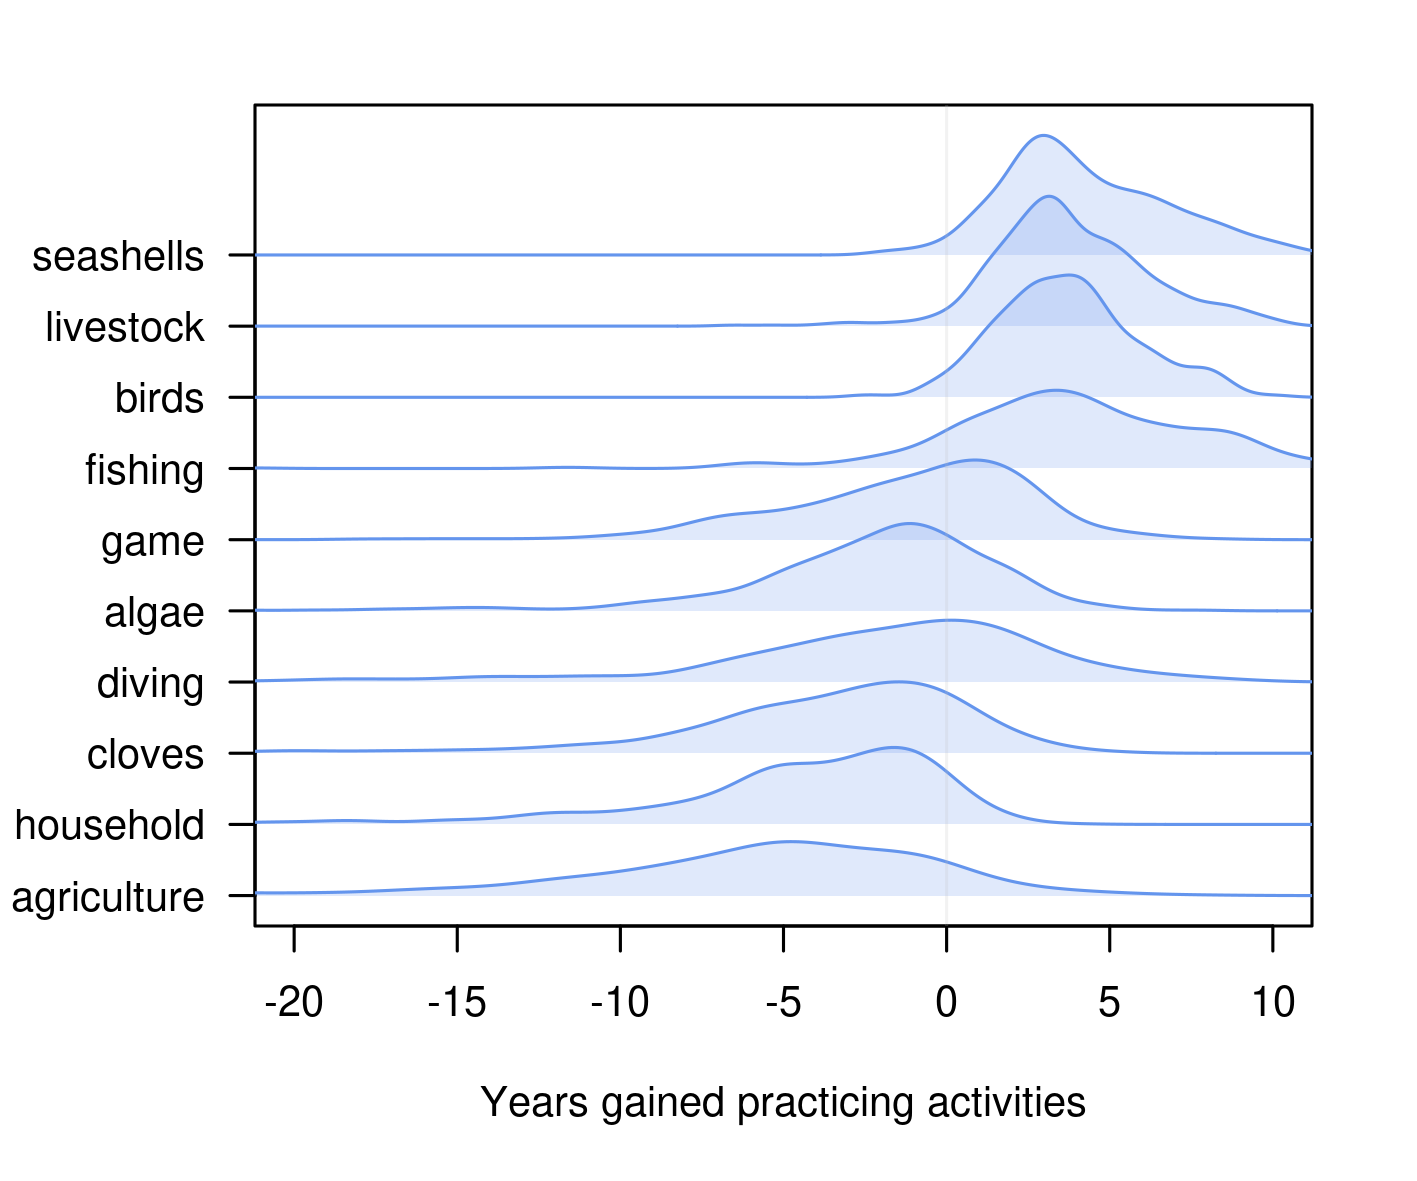 seashells
livestock
birds
fishing
game
algae
diving
cloves
household
agriculture
-20 -15 -10 -5 0 5 10
Years gained practicing activities